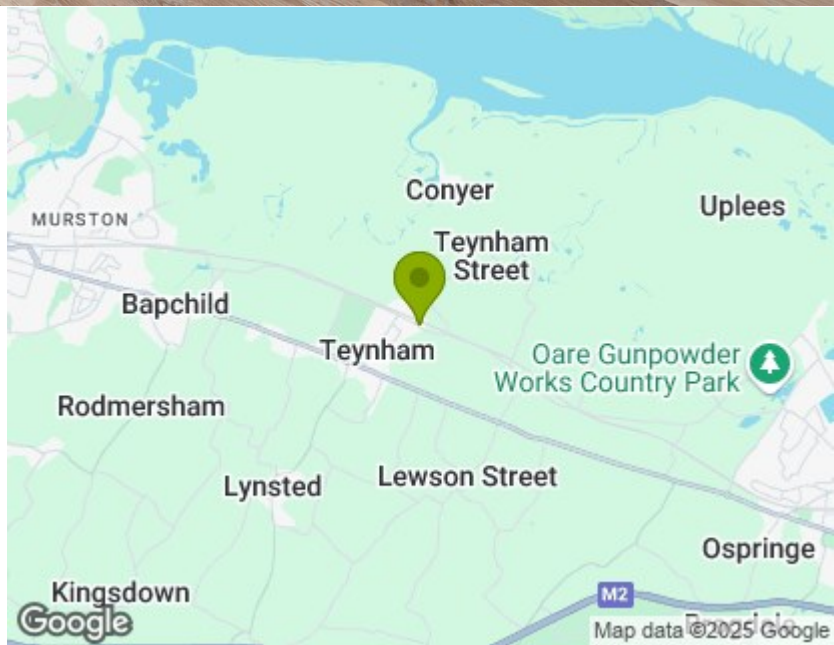 Conyer
Uplees
MURSTON
Teynham
Street
Bapchild
Teynham
Oare Gunpowder
Works Country Park
Rodmersham
Lynsted
Lewson Street
Ospringe
Kingsdown
M2
Google
Map data ©2025 Google